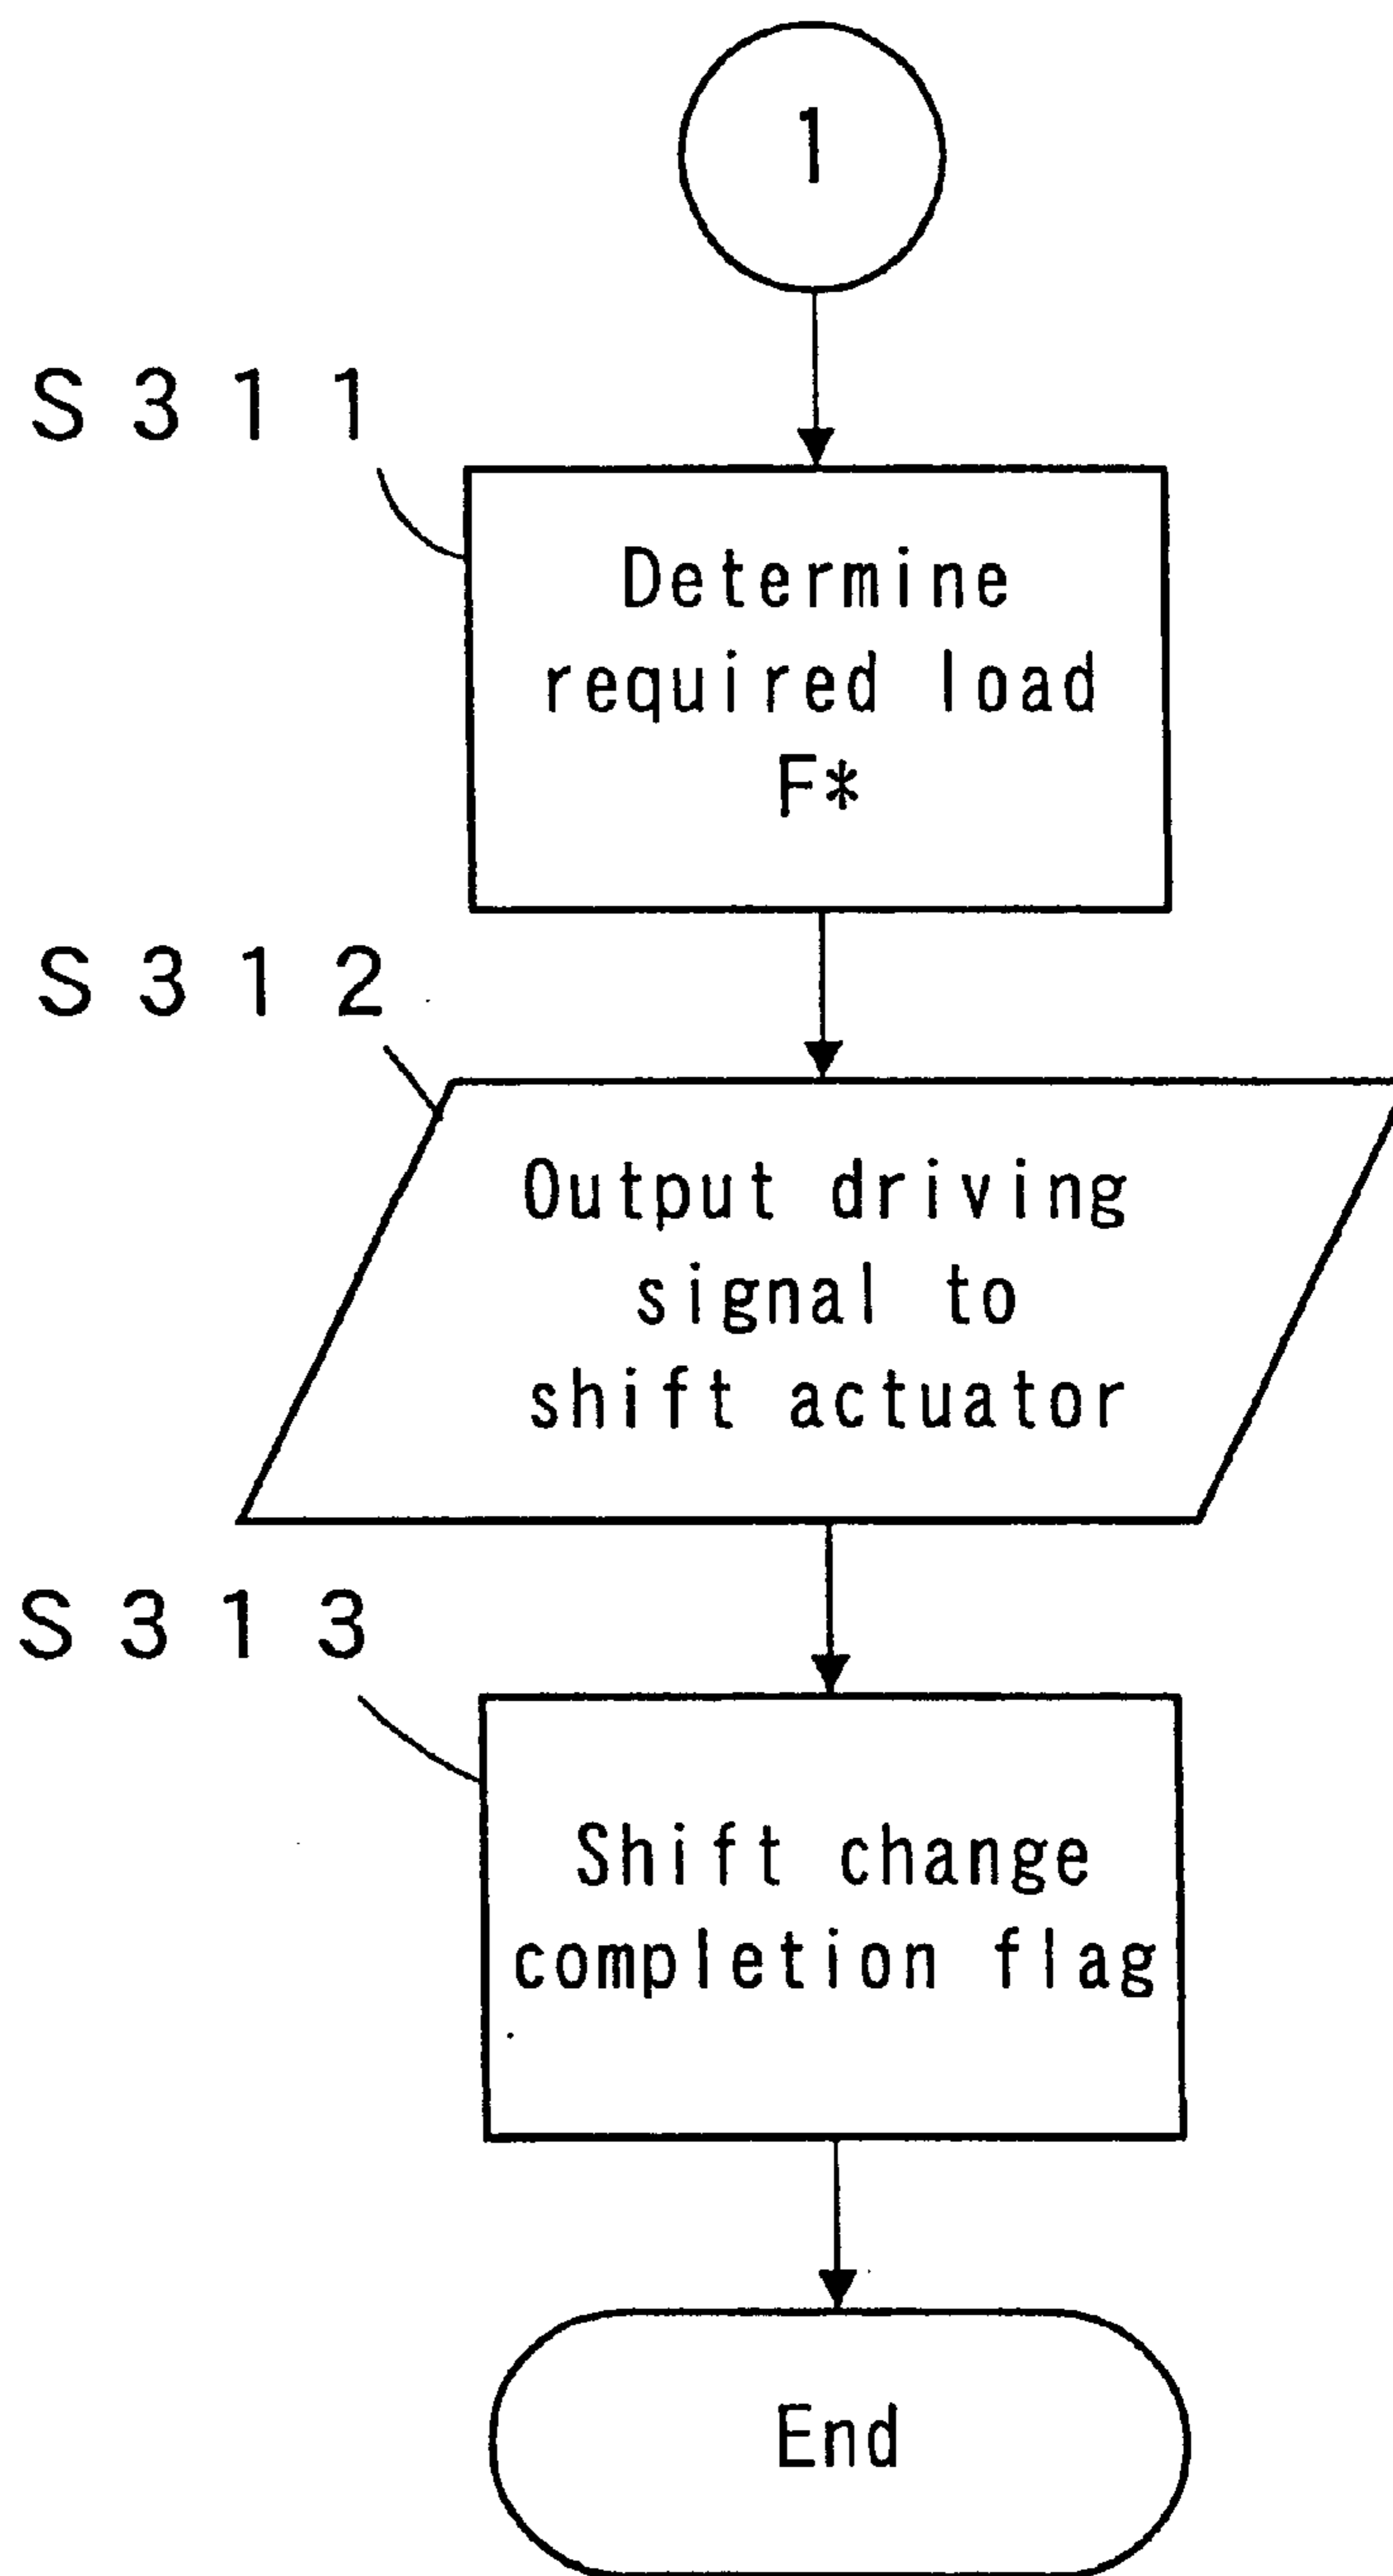 1
S311
Determine
required load
F*
S312
Output driving
signal to
shift actuator
S313
Shift change
completion flag
End